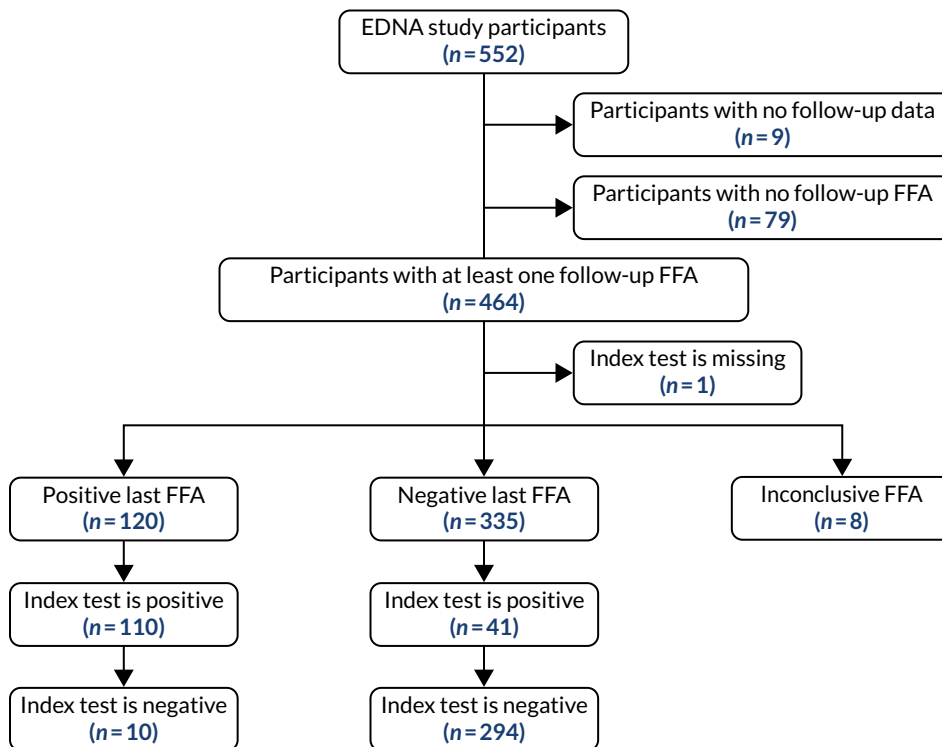 EDNA study participants
(n=552)
Participants with no follow-up data
(n=9)
Participants with no follow-up FFA
(n=79)
Participants with at least one follow-up FFA
(n=464)
Index test is missing
(n=1)
Positive last FFA
(n=120)
Negative last FFA
(n=335)
Inconclusive FFA
(n=8)
Index test is positive
(n=110)
Index test is positive
(n=41)
Index test is negative
(n=10)
Index test is negative
(n=294)